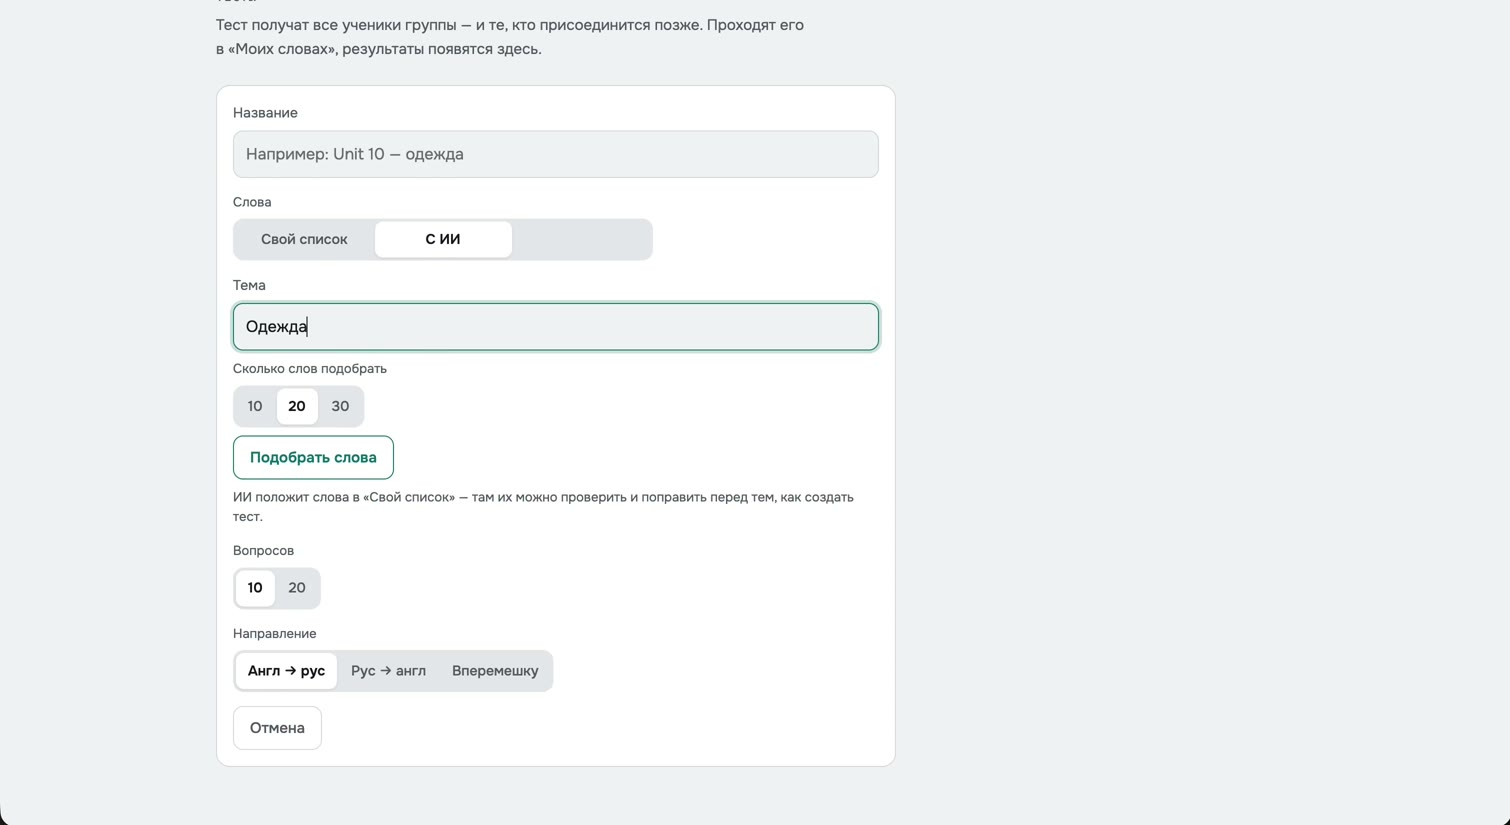 Тест получат все ученики группы — и те, кто присоединится позже. Проходят его
в «Моих словах», результаты появятся здесь.
Название
Например: Unit 10 — одежда
Слова
Свой список С ИИ
Тема
Одежда
Сколько слов подобрать
10 20 30
Подобрать слова
ИИ положит слова в «Свой список» — там их можно проверить и поправить перед тем, как создать
тест.
Вопросов
10 20
Направление
Англ → рус Рус → англ Вперемешку
Отмена